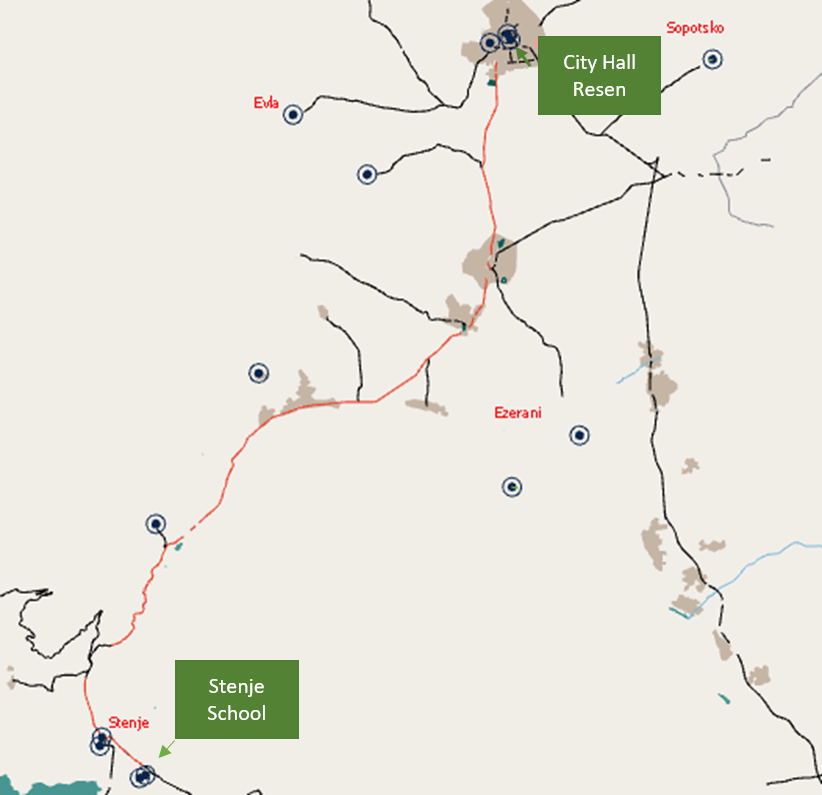 Sopotsko
City Hall
Resen
Evla
Ezerani
Stenje
School
Stenje